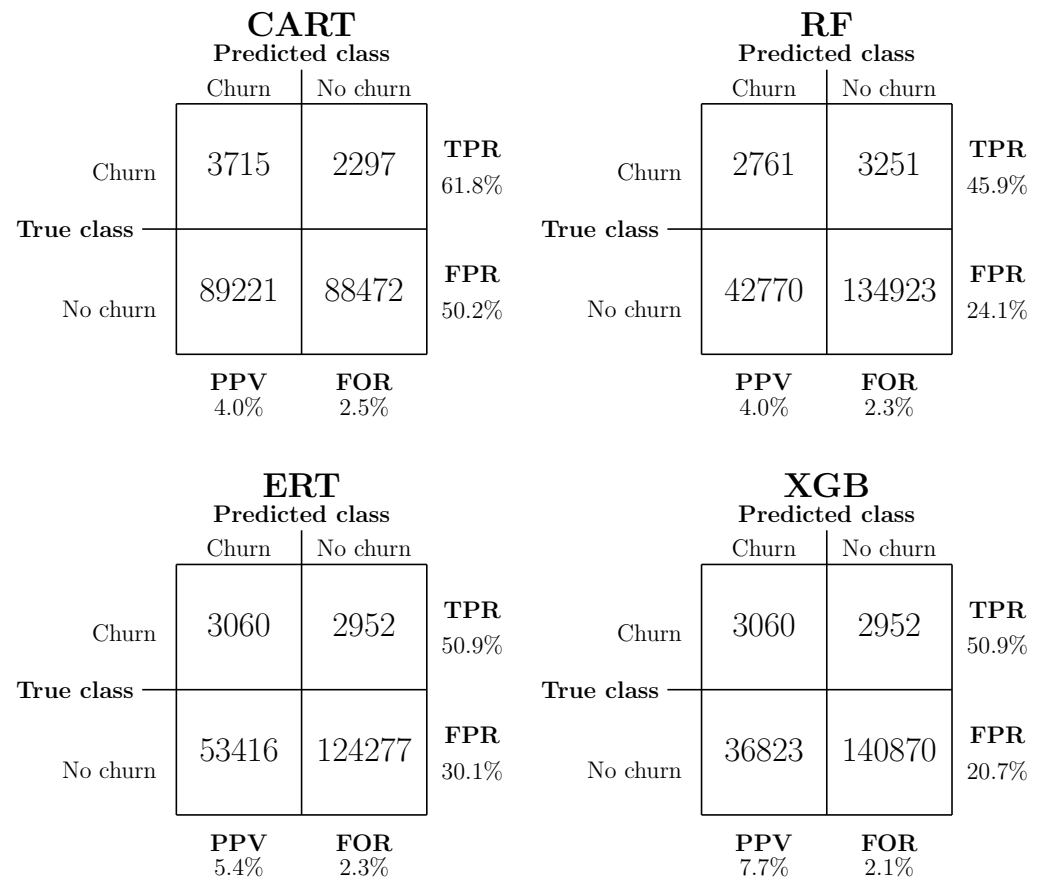 CART
Predicted class
Churn No churn
Churn 3715 2297 TPR
61.8%
True class
No churn 89221 88472 FPR
50.2%
PPV FOR
4.0% 2.5%
RF
Predicted class
Churn No churn
Churn 2761 3251 TPR
45.9%
True class
No churn 42770 134923 FPR
24.1%
PPV FOR
4.0% 2.3%
ERT
Predicted class
Churn No churn
Churn 3060 2952 TPR
50.9%
True class
No churn 53416 124277 FPR
30.1%
PPV FOR
5.4% 2.3%
XGB
Predicted class
Churn No churn
Churn 3060 2952 TPR
50.9%
True class
No churn 36823 140870 FPR
20.7%
PPV FOR
7.7% 2.1%